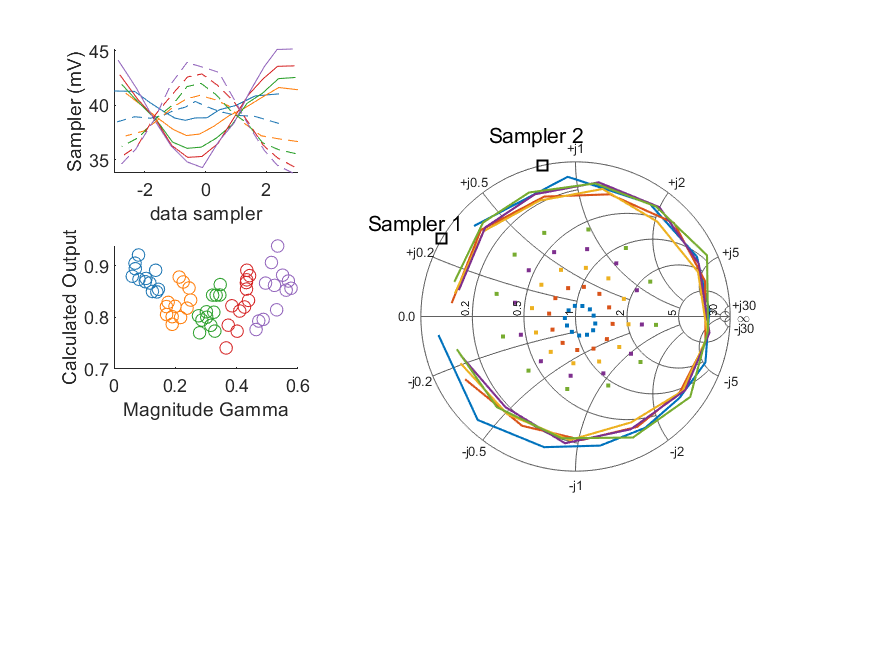 45
40
35
Sampler (mV)
-2 0 2
data sampler
0.9
0.8
0.7
Calculated Output
0 0.2 0.4 0.6
Magnitude Gamma
Sampler 2
+j1
+j0.5 +j2
Sampler 1
+j0.2 +j5
0.0 0.2 0.5 1 2 5 30 +j30
∞
-j30
-j0.2 -j5
-j0.5 -j2
-j1